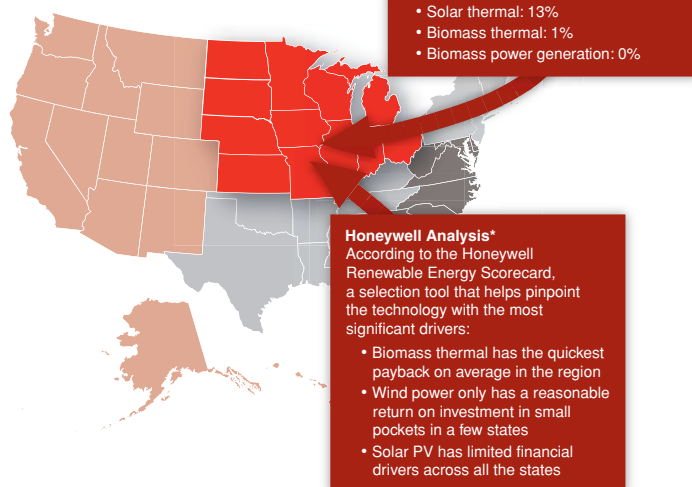 • Solar thermal: 13%
• Biomass thermal: 1%
• Biomass power generation: 0%
Honeywell Analysis*
According to the Honeywell
Renewable Energy Scorecard,
a selection tool that helps pinpoint
the technology with the most
significant drivers:
• Biomass thermal has the quickest
payback on average in the region
• Wind power only has a reasonable
return on investment in small
pockets in a few states
• Solar PV has limited financial
drivers across all the states